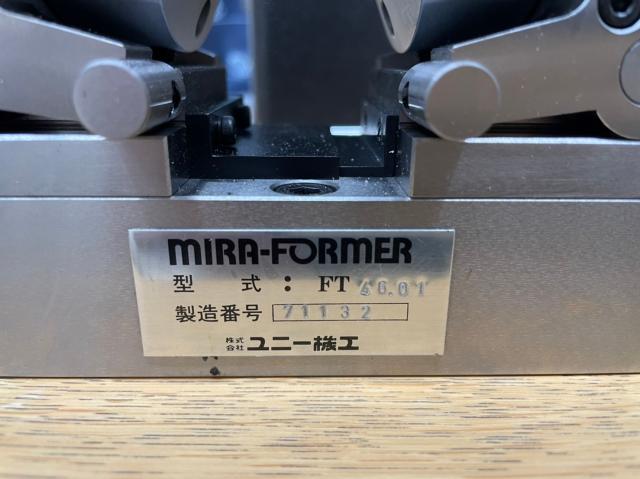 MIRA-FORMER
型 式 : FT 46.01
製造番号 71132
株式会社 ユニー機工